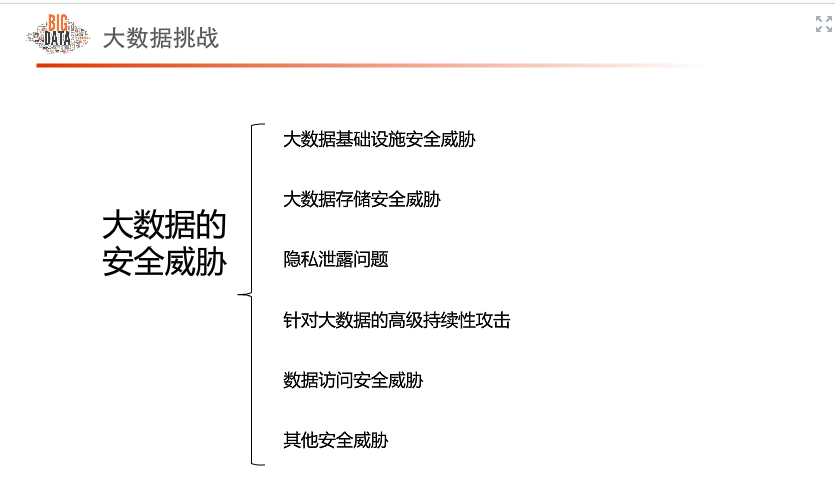 BIG
DATA
大数据挑战
大数据的
安全威胁
大数据基础设施安全威胁
大数据存储安全威胁
隐私泄露问题
针对大数据的高级持续性攻击
数据访问安全威胁
其他安全威胁